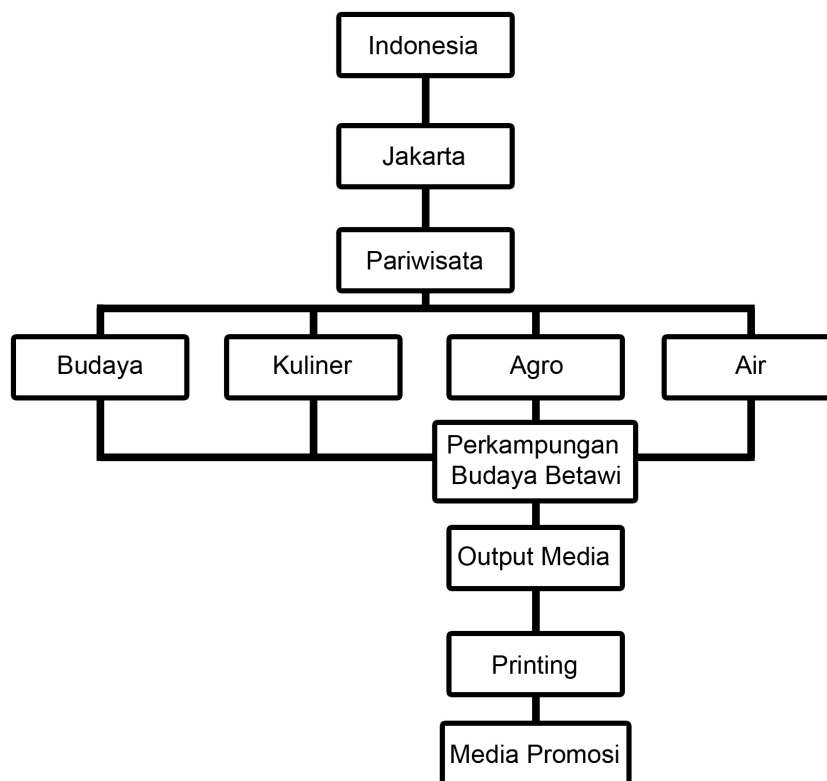 Indonesia
Jakarta
Pariwisata
Budaya
Kuliner
Agro
Air
Perkampungan
Budaya Betawi
Output Media
Printing
Media Promosi